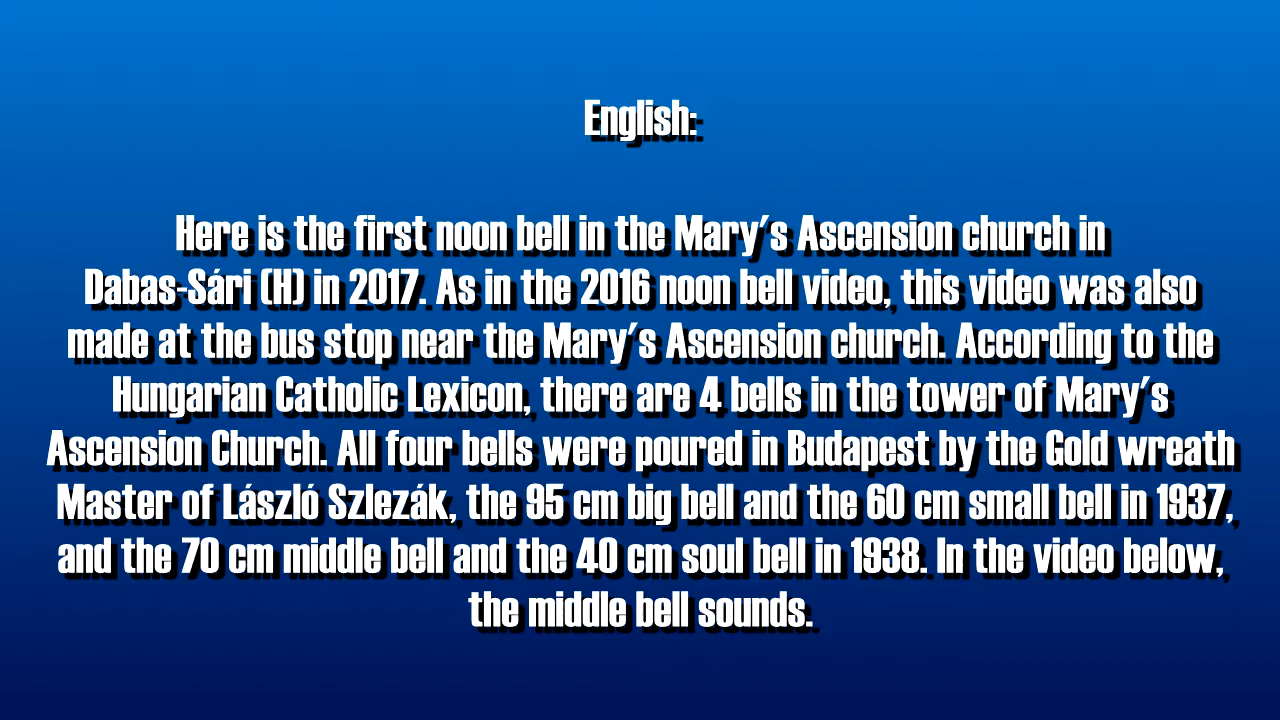 English:
Here is the first noon bell in the Mary's Ascension church in
Dabas-Sári (H) in 2017. As in the 2016 noon bell video, this video was also
made at the bus stop near the Mary's Ascension church. According to the
Hungarian Catholic Lexicon, there are 4 bells in the tower of Mary's
Ascension Church. All four bells were poured in Budapest by the Gold wreath
Master of László Szlezák, the 95 cm big bell and the 60 cm small bell in 1937,
and the 70 cm middle bell and the 40 cm soul bell in 1938. In the video below,
the middle bell sounds.